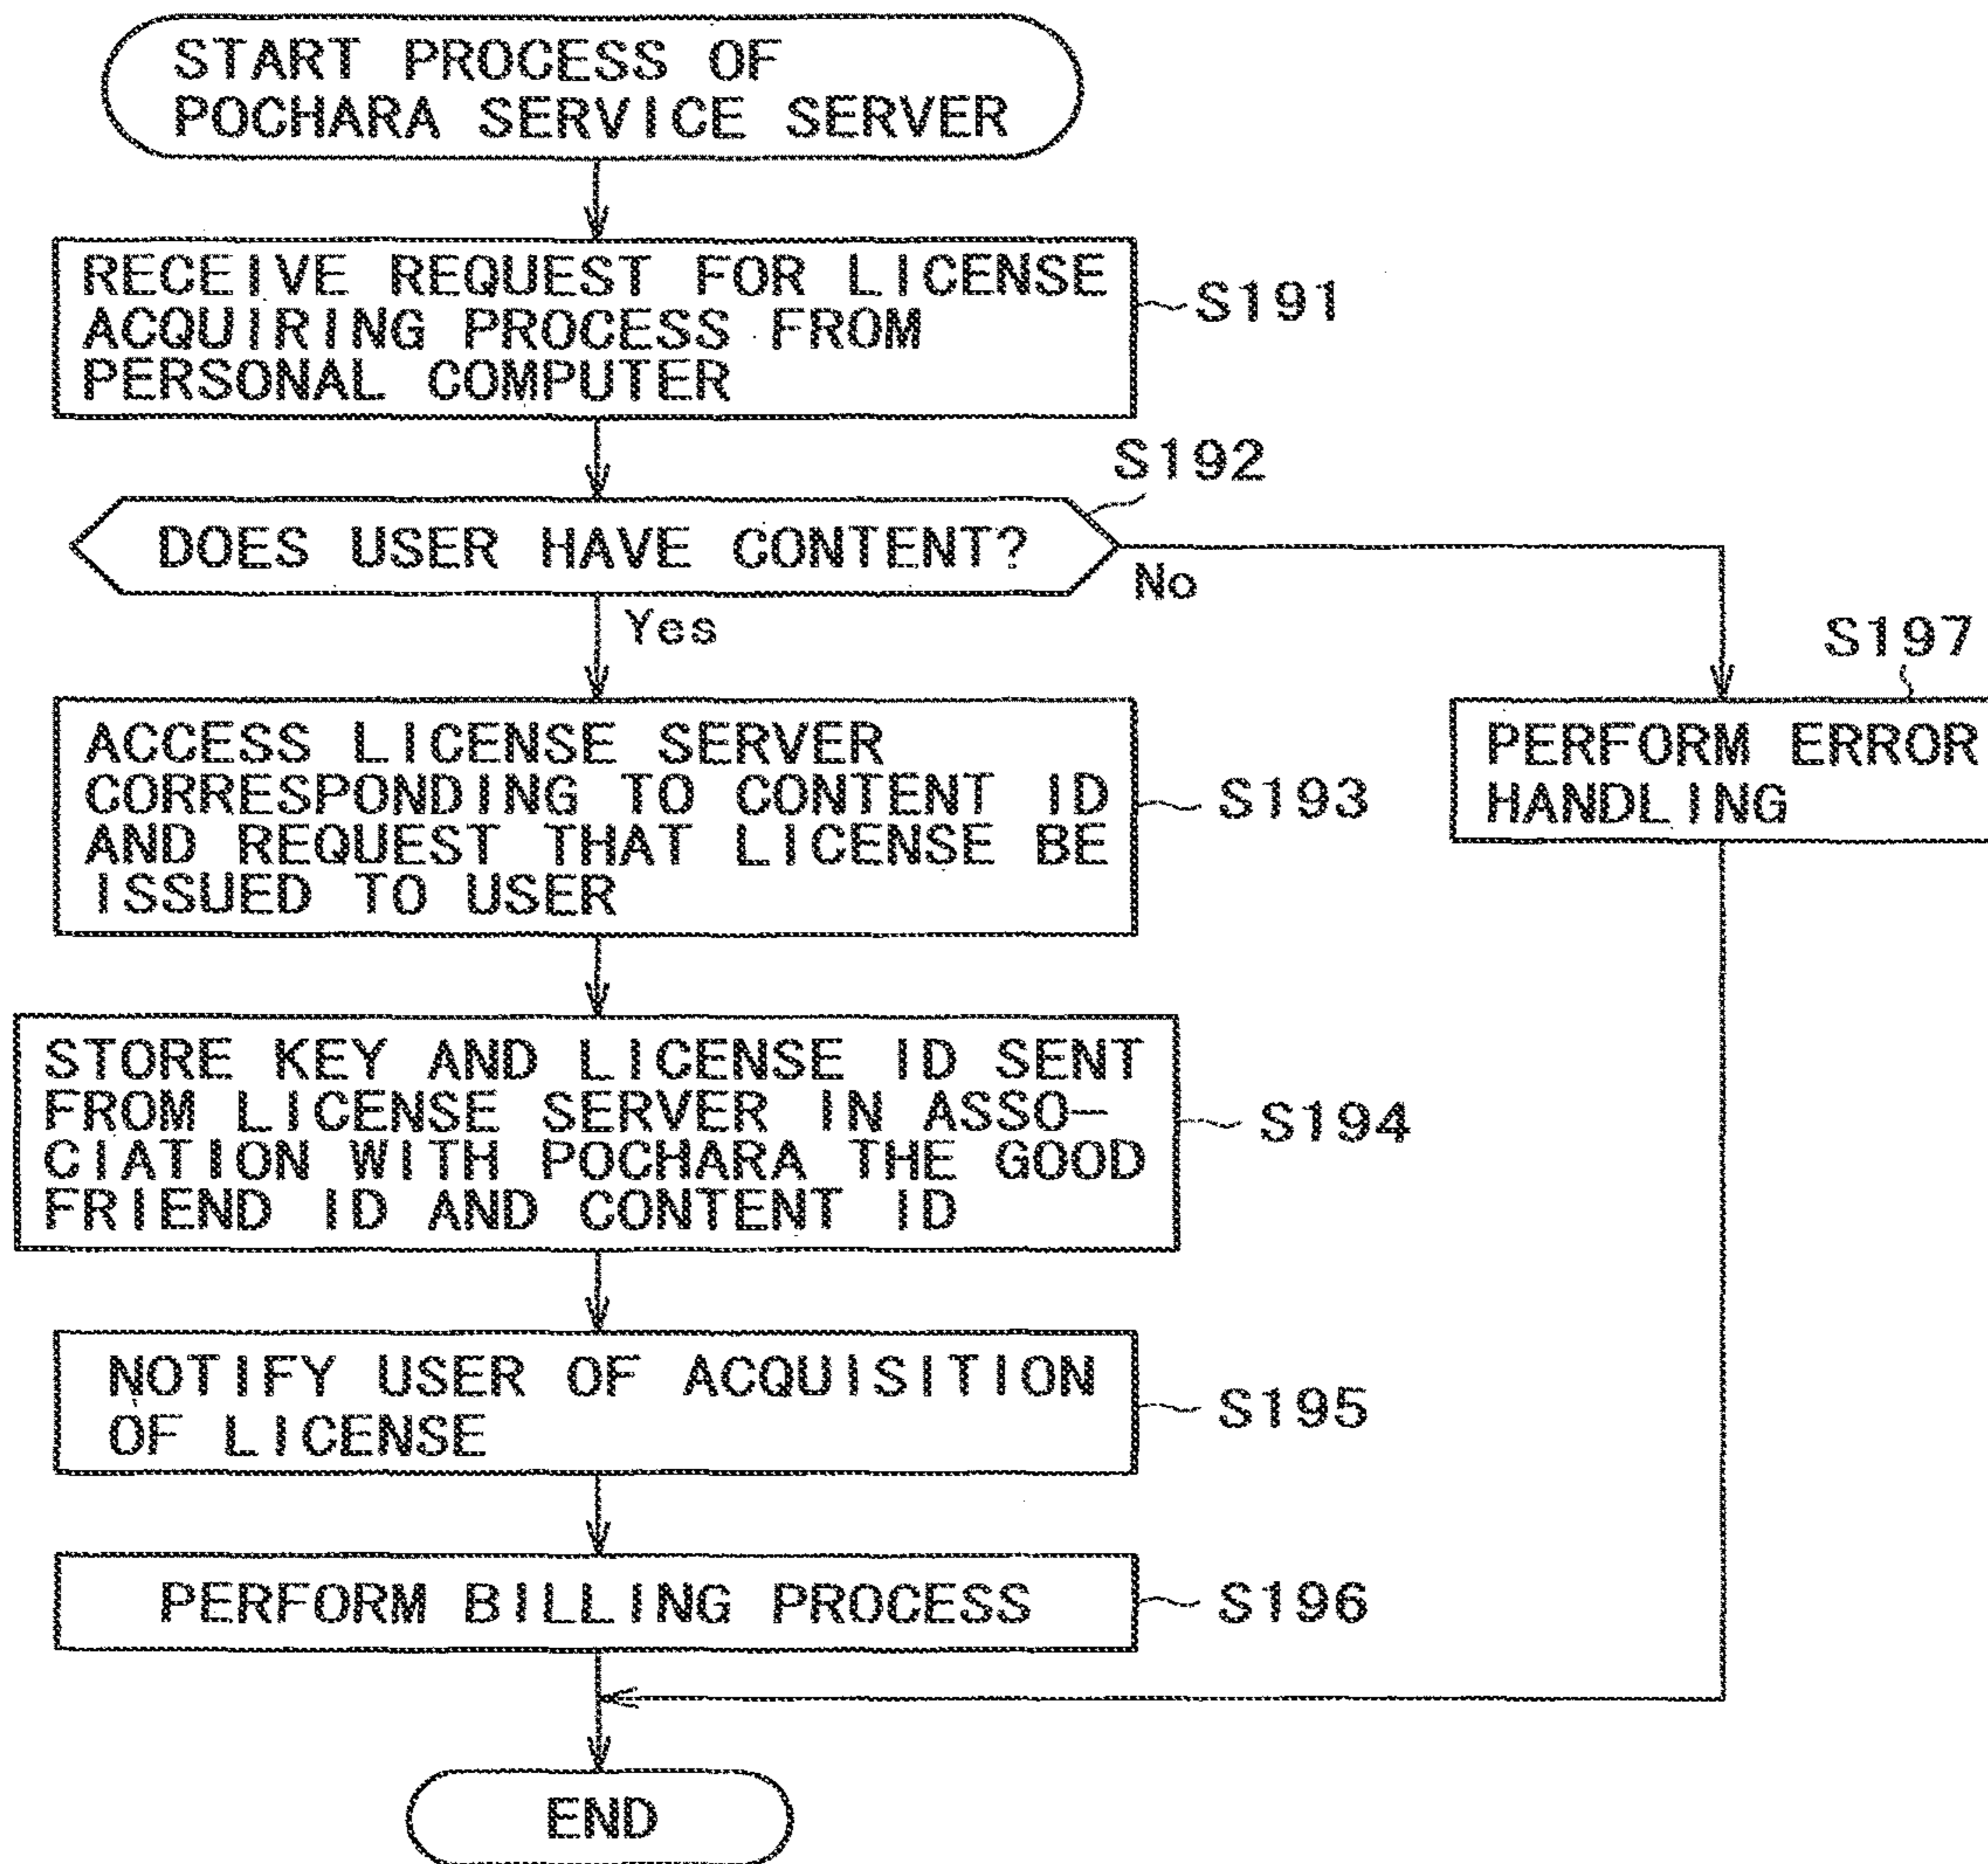 START PROCESS OF
POCHARA SERVICE SERVER
RECEIVE REQUEST FOR LICENSE
ACQUIRING PROCESS FROM
PERSONAL COMPUTER
S191
S192
DOES USER HAVE CONTENT?
No
Yes
S197
ACCESS LICENSE SERVER
CORRESPONDING TO CONTENT ID
AND REQUEST THAT LICENSE BE
ISSUED TO USER
S193
PERFORM ERROR
HANDLING
STORE KEY AND LICENSE ID SENT
FROM LICENSE SERVER IN ASSO-
CIATION WITH POCHARA THE GOOD
FRIEND ID AND CONTENT ID
S194
NOTIFY USER OF ACQUISITION
OF LICENSE
S195
PERFORM BILLING PROCESS
S196
END